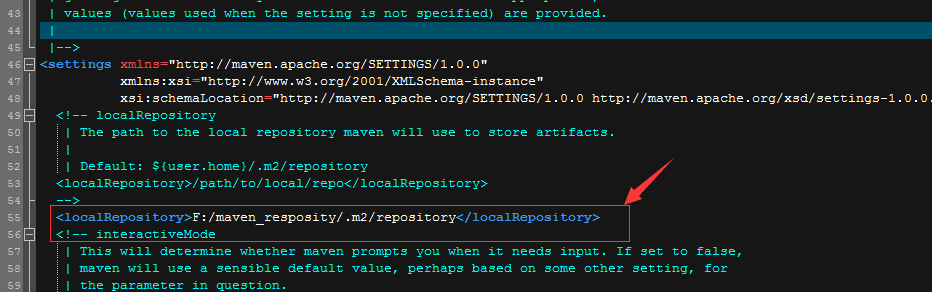 43 | values (values used when the setting is not specified) are provided.
44 |
45 |-->
46 <settings xmlns="http://maven.apache.org/SETTINGS/1.0.0"
47 xmlns:xsi="http://www.w3.org/2001/XMLSchema-instance"
48 xsi:schemaLocation="http://maven.apache.org/SETTINGS/1.0.0 http://maven.apache.org/xsd/settings-1.0.0.
49 <!-- localRepository
50 | The path to the local repository maven will use to store artifacts.
51 |
52 | Default: ${user.home}/.m2/repository
53 <localRepository>/path/to/local/repo</localRepository>
54 -->
55 <localRepository>F:/maven_resposity/.m2/repository</localRepository>
56 <!-- interactiveMode
57 | This will determine whether maven prompts you when it needs input. If set to false,
58 | maven will use a sensible default value, perhaps based on some other setting, for
59 | the parameter in question.